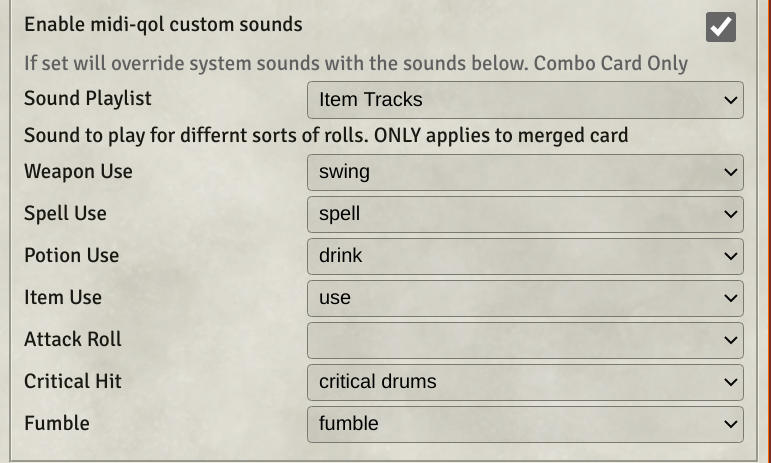 Enable midi-qol custom sounds
If set will override system sounds with the sounds below. Combo Card Only
Sound Playlist Item Tracks
Sound to play for differnt sorts of rolls. ONLY applies to merged card
Weapon Use swing
Spell Use spell
Potion Use drink
Item Use use
Attack Roll
Critical Hit critical drums
Fumble fumble